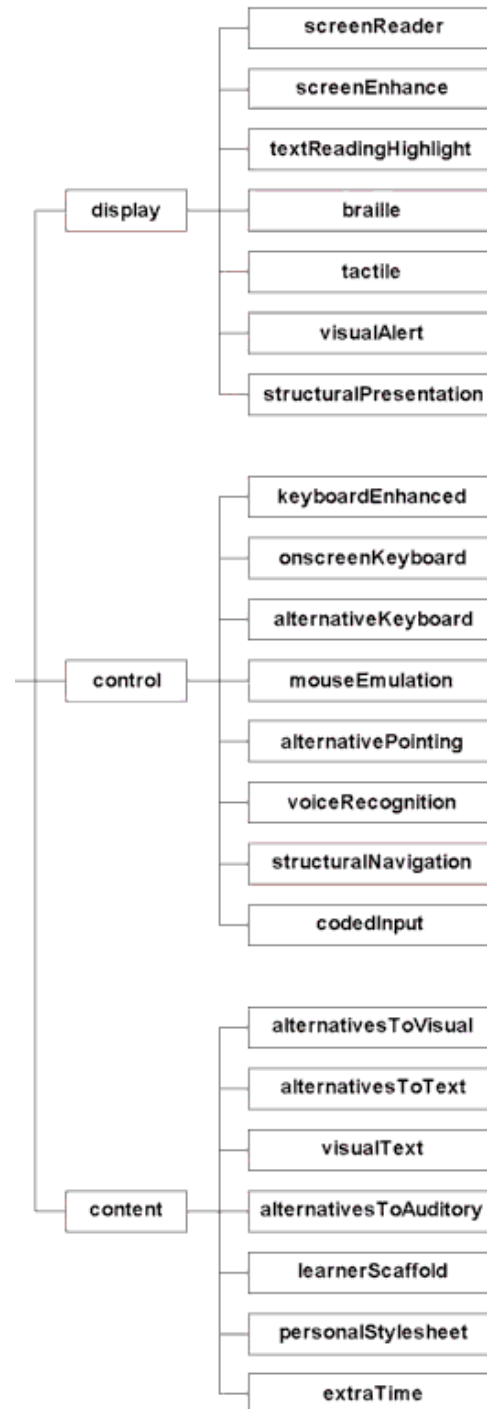 display
screenReader
screenEnhance
textReadingHighlight
braille
tactile
visualAlert
structuralPresentation
control
keyboardEnhanced
onscreenKeyboard
alternativeKeyboard
mouseEmulation
alternativePointing
voiceRecognition
structuralNavigation
codedInput
content
alternativesToVisual
alternativesToText
visualText
alternativesToAuditory
learnerScaffold
personalStylesheet
extraTime